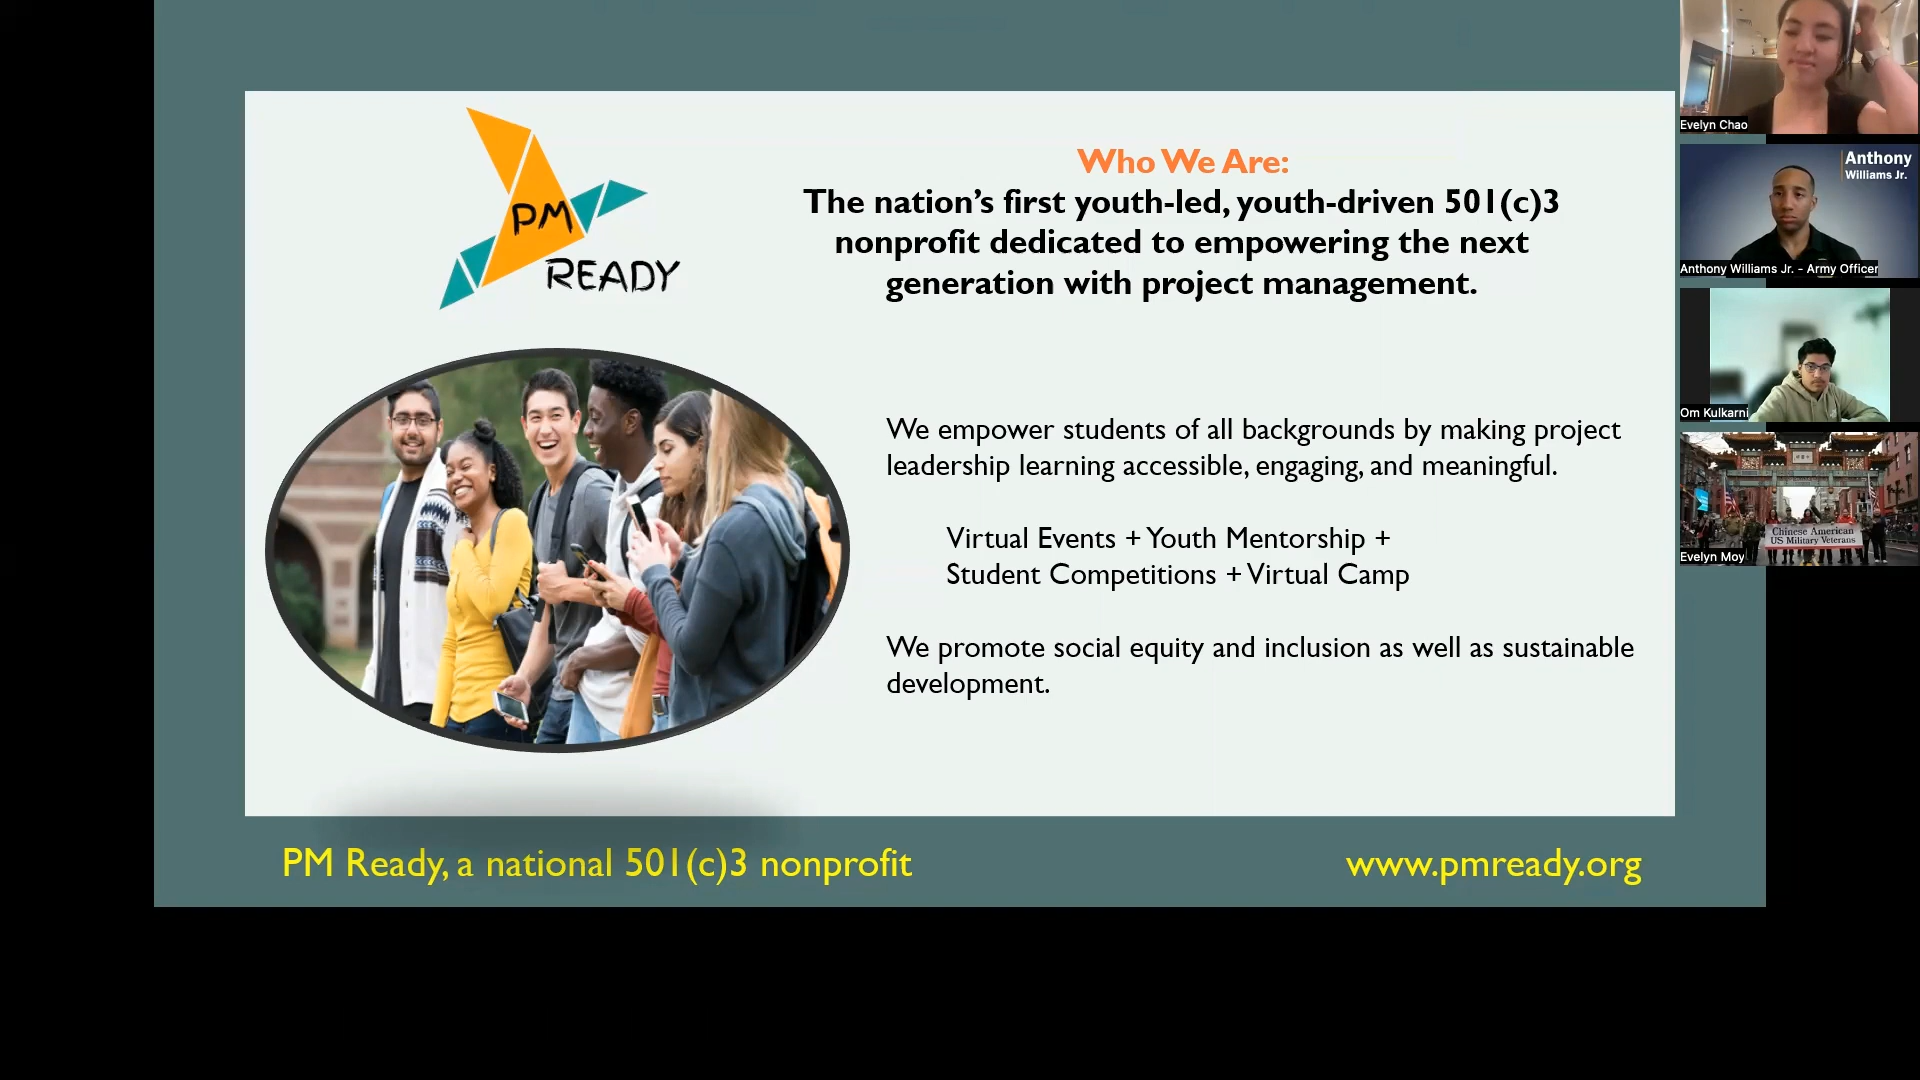 PM
READY
Who We Are:
The nation's first youth-led, youth-driven 501(c)3
nonprofit dedicated to empowering the next
generation with project management.
We empower students of all backgrounds by making project
leadership learning accessible, engaging, and meaningful.
Virtual Events + Youth Mentorship +
Student Competitions + Virtual Camp
We promote social equity and inclusion as well as sustainable
development.
PM Ready, a national 501(c)3 nonprofit
www.pmready.org
Evelyn Chao
Anthony
Williams Jr.
Anthony Williams Jr. - Army Officer
Om Kulkarni
Chinese American
US Military Veterans
Evelyn Moy